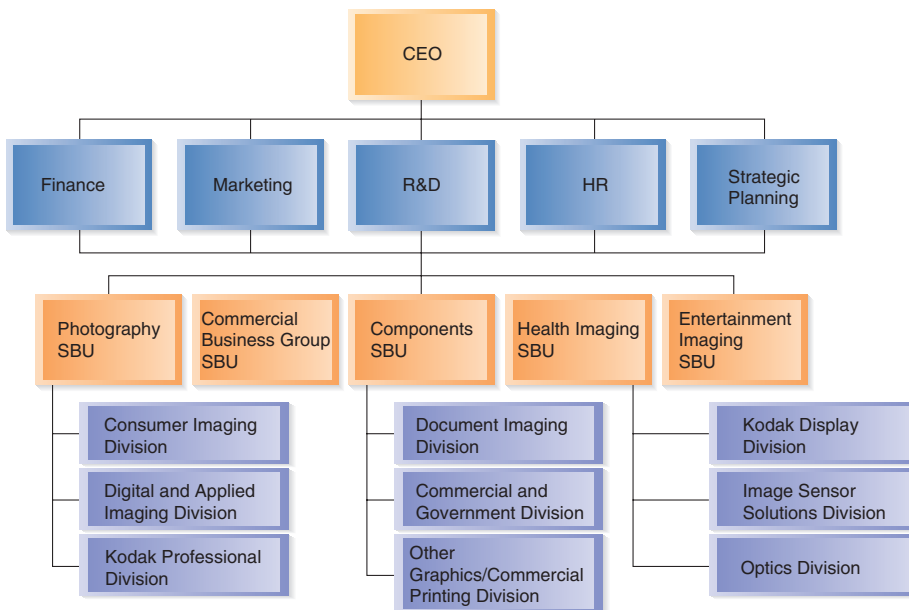 CEO
Finance
Marketing
R&D
HR
Strategic
Planning
Photography
SBU
Commercial
Business Group
SBU
Components
SBU
Health Imaging
SBU
Entertainment
Imaging
SBU
Consumer Imaging
Division
Digital and Applied
Imaging Division
Kodak Professional
Division
Document Imaging
Division
Commercial and
Government Division
Other
Graphics/Commercial
Printing Division
Kodak Display
Division
Image Sensor
Solutions Division
Optics Division